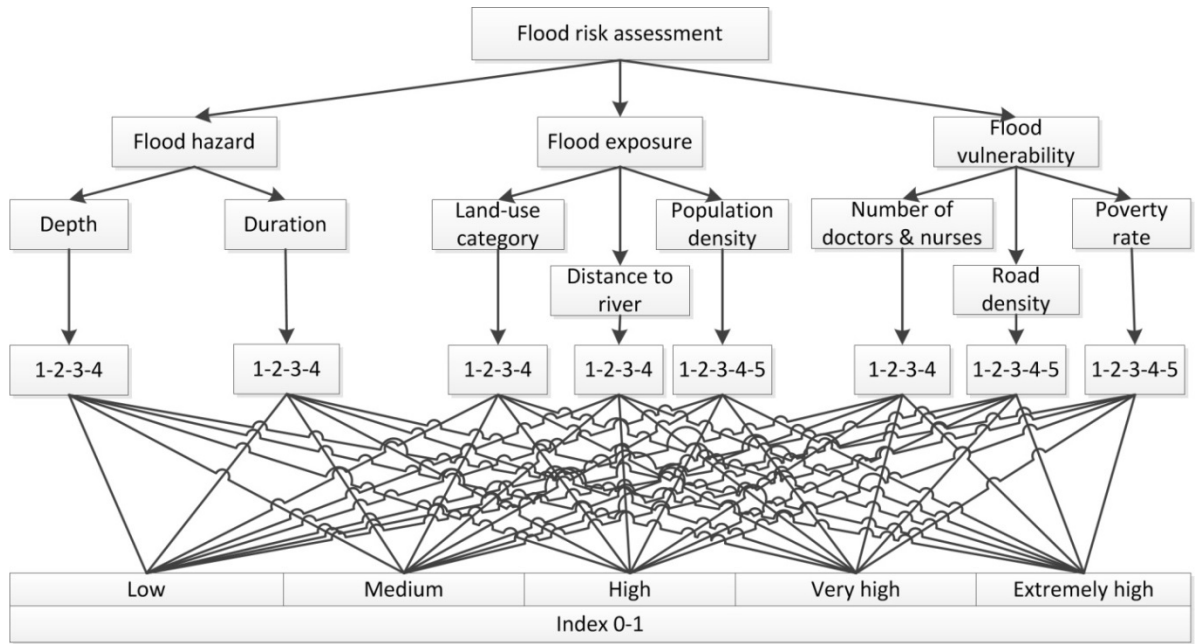 Flood risk assessment
Flood hazard
Flood exposure
Flood
vulnerability
Depth
Duration
Land-use
category
Population
density
Number of
doctors & nurses
Poverty
rate
Distance to
river
Road
density
1-2-3-4
1-2-3-4
1-2-3-4
1-2-3-4
1-2-3-4-5
1-2-3-4
1-2-3-4-5
1-2-3-4-5
Low
Medium
High
Very high
Extremely high
Index 0-1